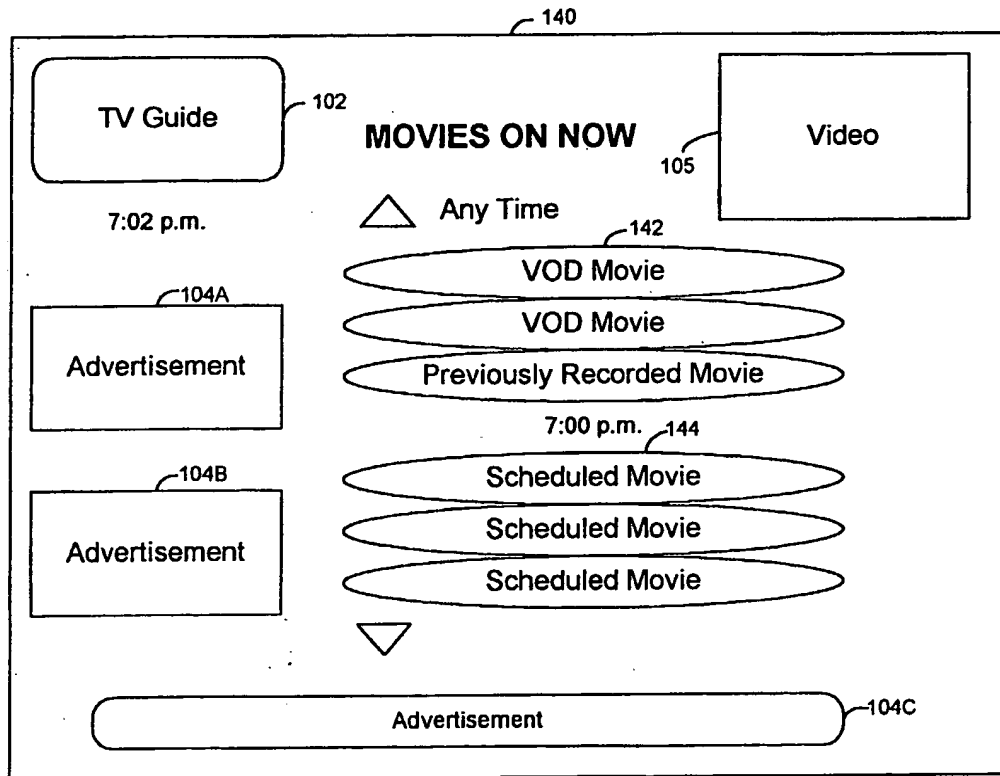 140
TV Guide
102
MOVIES ON NOW
105
Video
7:02 p.m.
Any Time
142
VOD Movie
104A
VOD Movie
Advertisement
Previously Recorded Movie
7:00 p.m.
144
104B
Scheduled Movie
Advertisement
Scheduled Movie
Scheduled Movie
Advertisement
104C